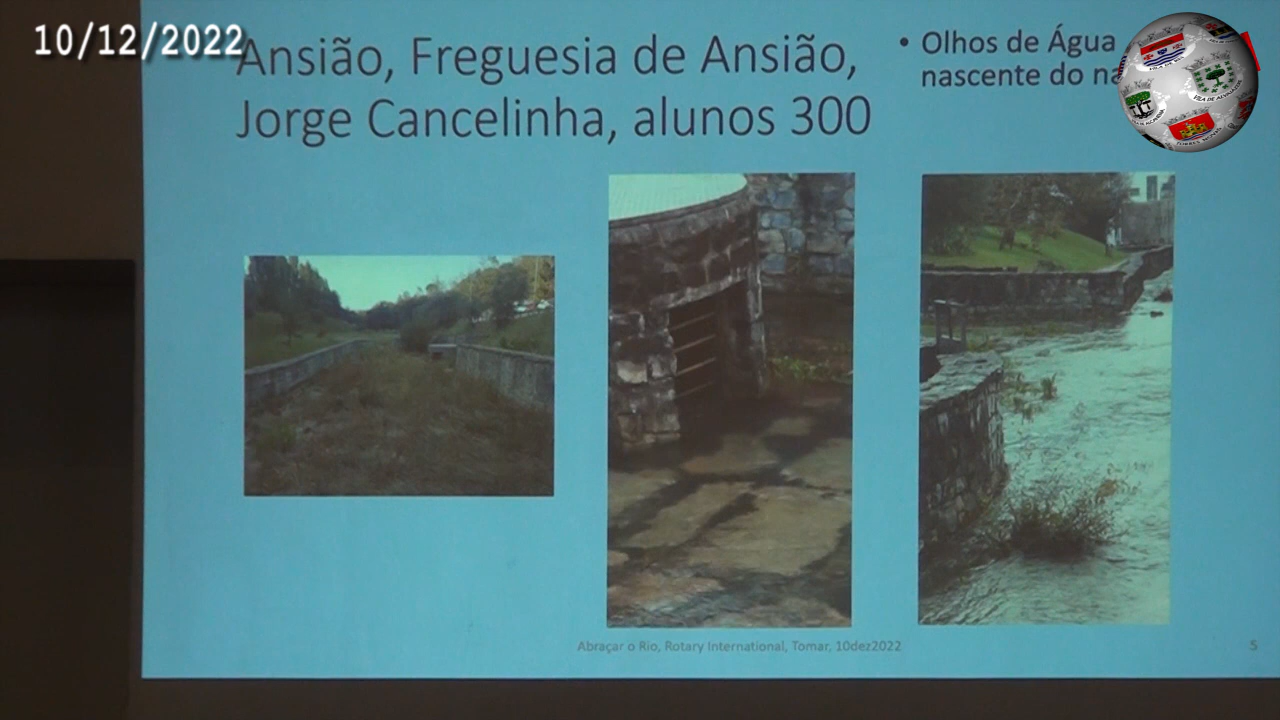 10/12/2022
Ansião, Freguesia de Ansião,
Jorge Cancelinha, alunos 300
• Olhos de Água
nascente do
Abraçar o Rio, Rotary International, Tomar, 10dez2022
5